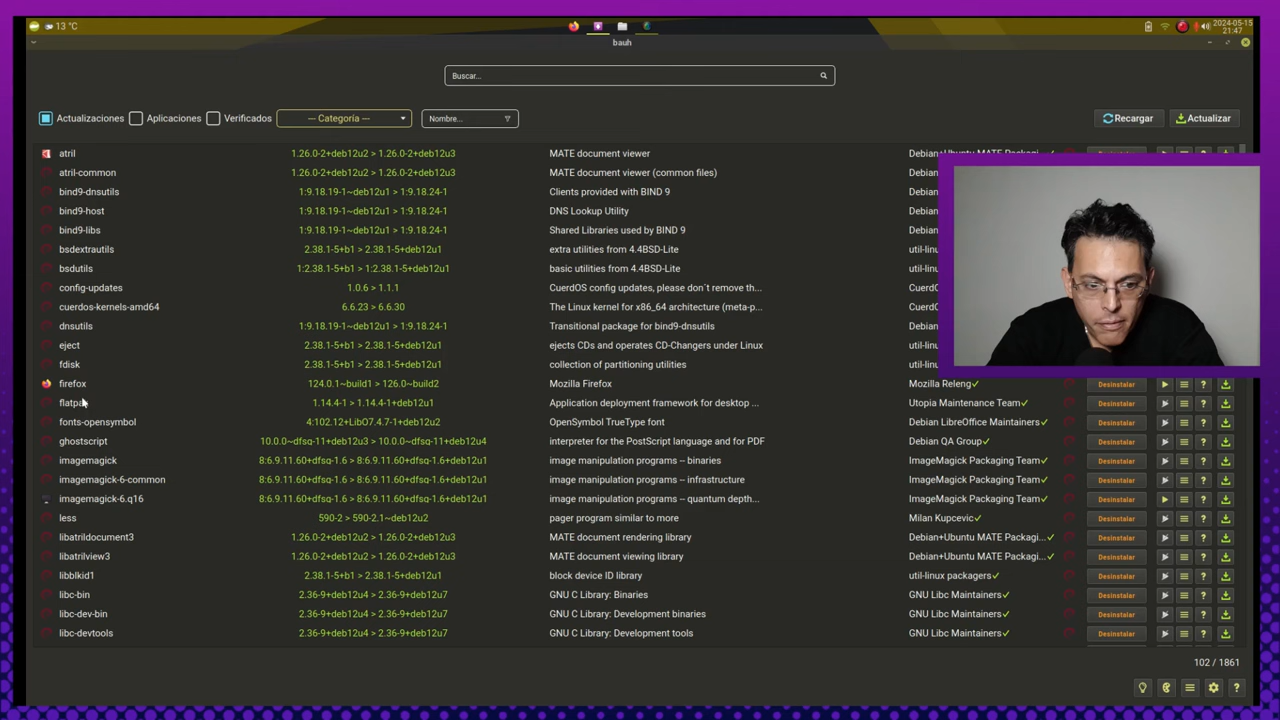 13 °C
2024-05-15
21:47
bauh
Buscar...
Actualizaciones Aplicaciones Verificados --- Categoría --- Nombre... Recargar Actualizar
atril 1.26.0-2+deb12u2 > 1.26.0-2+deb12u3 MATE document viewer Debian+Ubuntu MATE Packagi...
atril-common 1.26.0-2+deb12u2 > 1.26.0-2+deb12u3 MATE document viewer (common files) Debian
bind9-dnsutils 1:9.18.19-1~deb12u1 > 1:9.18.24-1 Clients provided with BIND 9 Debian
bind9-host 1:9.18.19-1~deb12u1 > 1:9.18.24-1 DNS Lookup Utility Debian
bind9-libs 1:9.18.19-1~deb12u1 > 1:9.18.24-1 Shared Libraries used by BIND 9 Debian
bsdextrautils 2.38.1-5+b1 > 2.38.1-5+deb12u1 extra utilities from 4.4BSD-Lite util-lin
bsdutils 1:2.38.1-5+b1 > 1:2.38.1-5+deb12u1 basic utilities from 4.4BSD-Lite util-lin
config-updates 1.0.6 > 1.1.1 CuerdOS config updates, please don´t remove th... Cuerd
cuerdos-kernels-amd64 6.6.23 > 6.6.30 The Linux kernel for x86_64 architecture (meta-p... Cuerd
dnsutils 1:9.18.19-1~deb12u1 > 1:9.18.24-1 Transitional package for bind9-dnsutils Debian
eject 2.38.1-5+b1 > 2.38.1-5+deb12u1 ejects CDs and operates CD-Changers under Linux util-lin
fdisk 2.38.1-5+b1 > 2.38.1-5+deb12u1 collection of partitioning utilities util-lin
firefox 124.0.1~build1 > 126.0~build2 Mozilla Firefox Mozilla Releng✓ Desinstalar
flatpa 1.14.4-1 > 1.14.4-1+deb12u1 Application deployment framework for desktop ... Utopia Maintenance Team✓ Desinstalar
fonts-opensymbol 4:102.12+LibO7.4.7-1+deb12u2 OpenSymbol TrueType font Debian LibreOffice Maintainers✓ Desinstalar
ghostscript 10.0.0~dfsg-11+deb12u3 > 10.0.0~dfsg-11+deb12u4 interpreter for the PostScript language and for PDF Debian QA Group✓ Desinstalar
imagemagick 8:6.9.11.60+dfsg-1.6 > 8:6.9.11.60+dfsg-1.6+deb12u1 image manipulation programs -- binaries ImageMagick Packaging Team✓ Desinstalar
imagemagick-6-common 8:6.9.11.60+dfsg-1.6 > 8:6.9.11.60+dfsg-1.6+deb12u1 image manipulation programs -- infrastructure ImageMagick Packaging Team✓ Desinstalar
imagemagick-6.q16 8:6.9.11.60+dfsg-1.6 > 8:6.9.11.60+dfsg-1.6+deb12u1 image manipulation programs -- quantum depth... ImageMagick Packaging Team✓ Desinstalar
less 590-2 > 590-2.1~deb12u2 pager program similar to more Milan Kupcevic✓ Desinstalar
libatrildocument3 1.26.0-2+deb12u2 > 1.26.0-2+deb12u3 MATE document rendering library Debian+Ubuntu MATE Packagi...✓ Desinstalar
libatrilview3 1.26.0-2+deb12u2 > 1.26.0-2+deb12u3 MATE document viewing library Debian+Ubuntu MATE Packagi...✓ Desinstalar
libblkid1 2.38.1-5+b1 > 2.38.1-5+deb12u1 block device ID library util-linux packagers✓ Desinstalar
libc-bin 2.36-9+deb12u4 > 2.36-9+deb12u7 GNU C Library: Binaries GNU Libc Maintainers✓ Desinstalar
libc-dev-bin 2.36-9+deb12u4 > 2.36-9+deb12u7 GNU C Library: Development binaries GNU Libc Maintainers✓ Desinstalar
libc-devtools 2.36-9+deb12u4 > 2.36-9+deb12u7 GNU C Library: Development tools GNU Libc Maintainers✓ Desinstalar
102 / 1861